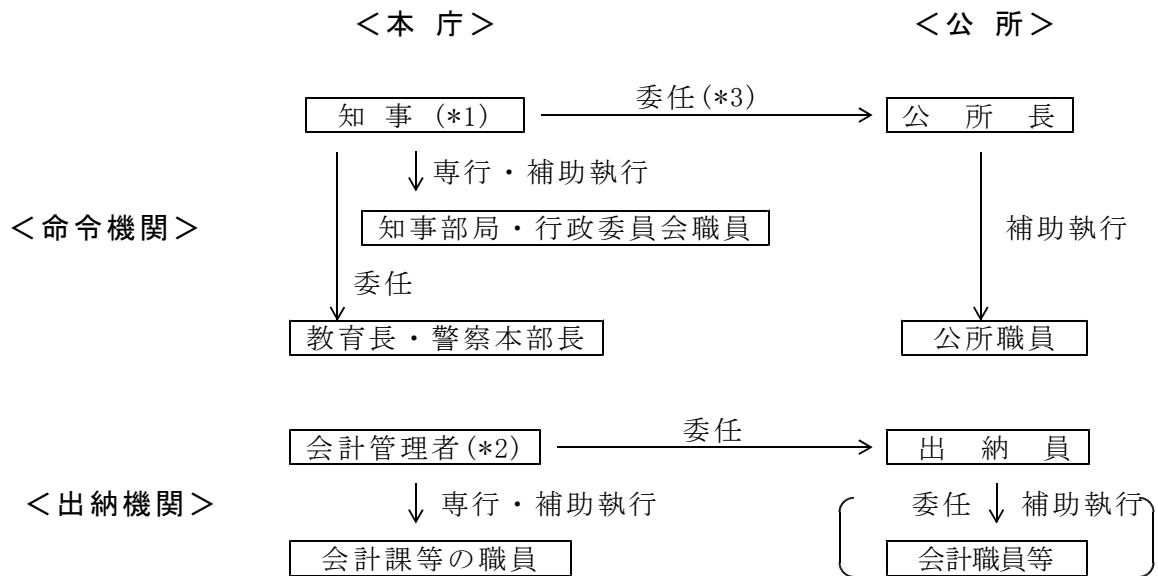 ＜本 庁＞ ＜公 所＞
委任(*3)
知 事 (*1) 公 所 長
専行・補助執行
＜命令機関＞ 知事部局・行政委員会職員 補助執行
委任
教育長・警察本部長 公所職員
委任
会計管理者(*2) 出 納 員
＜出納機関＞ 専行・補助執行 委任 補助執行
会計課等の職員 会計職員等